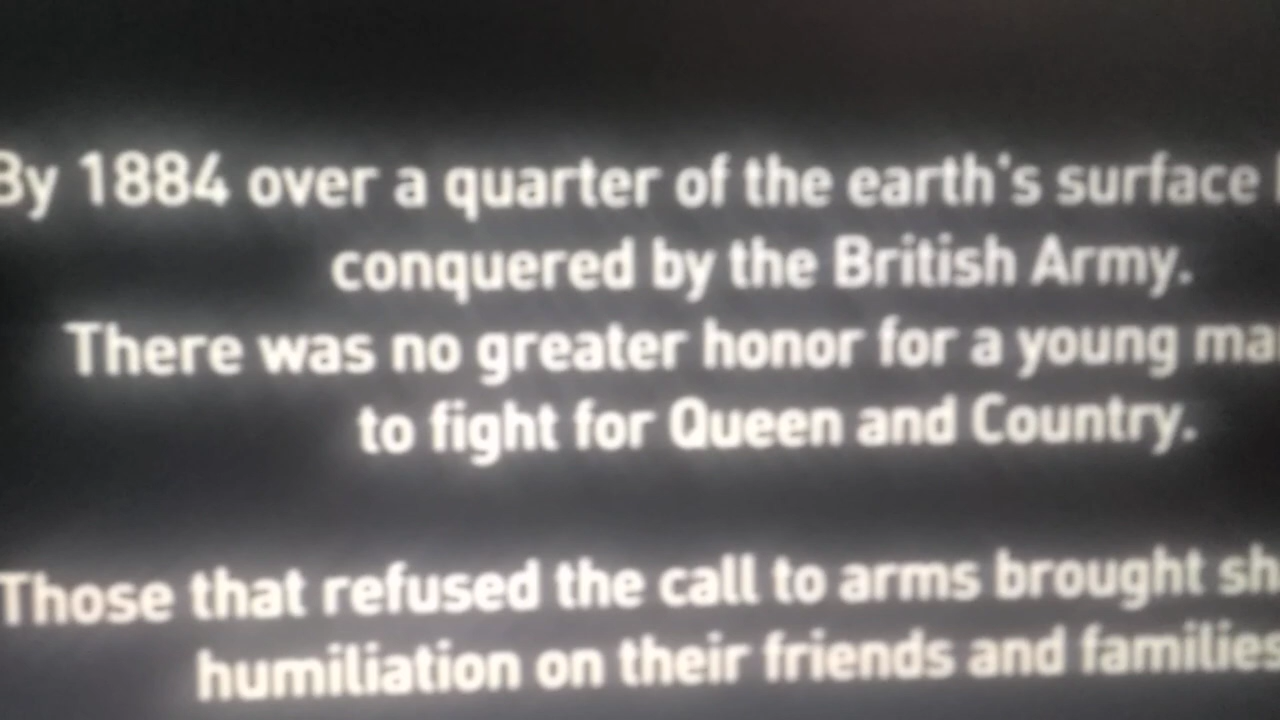 By 1884 over a quarter of the earth's surface
conquered by the British Army.
There was no greater honor for a young
to fight for Queen and Country.
Those that refused the call to arms brought
humiliation on their friends and families